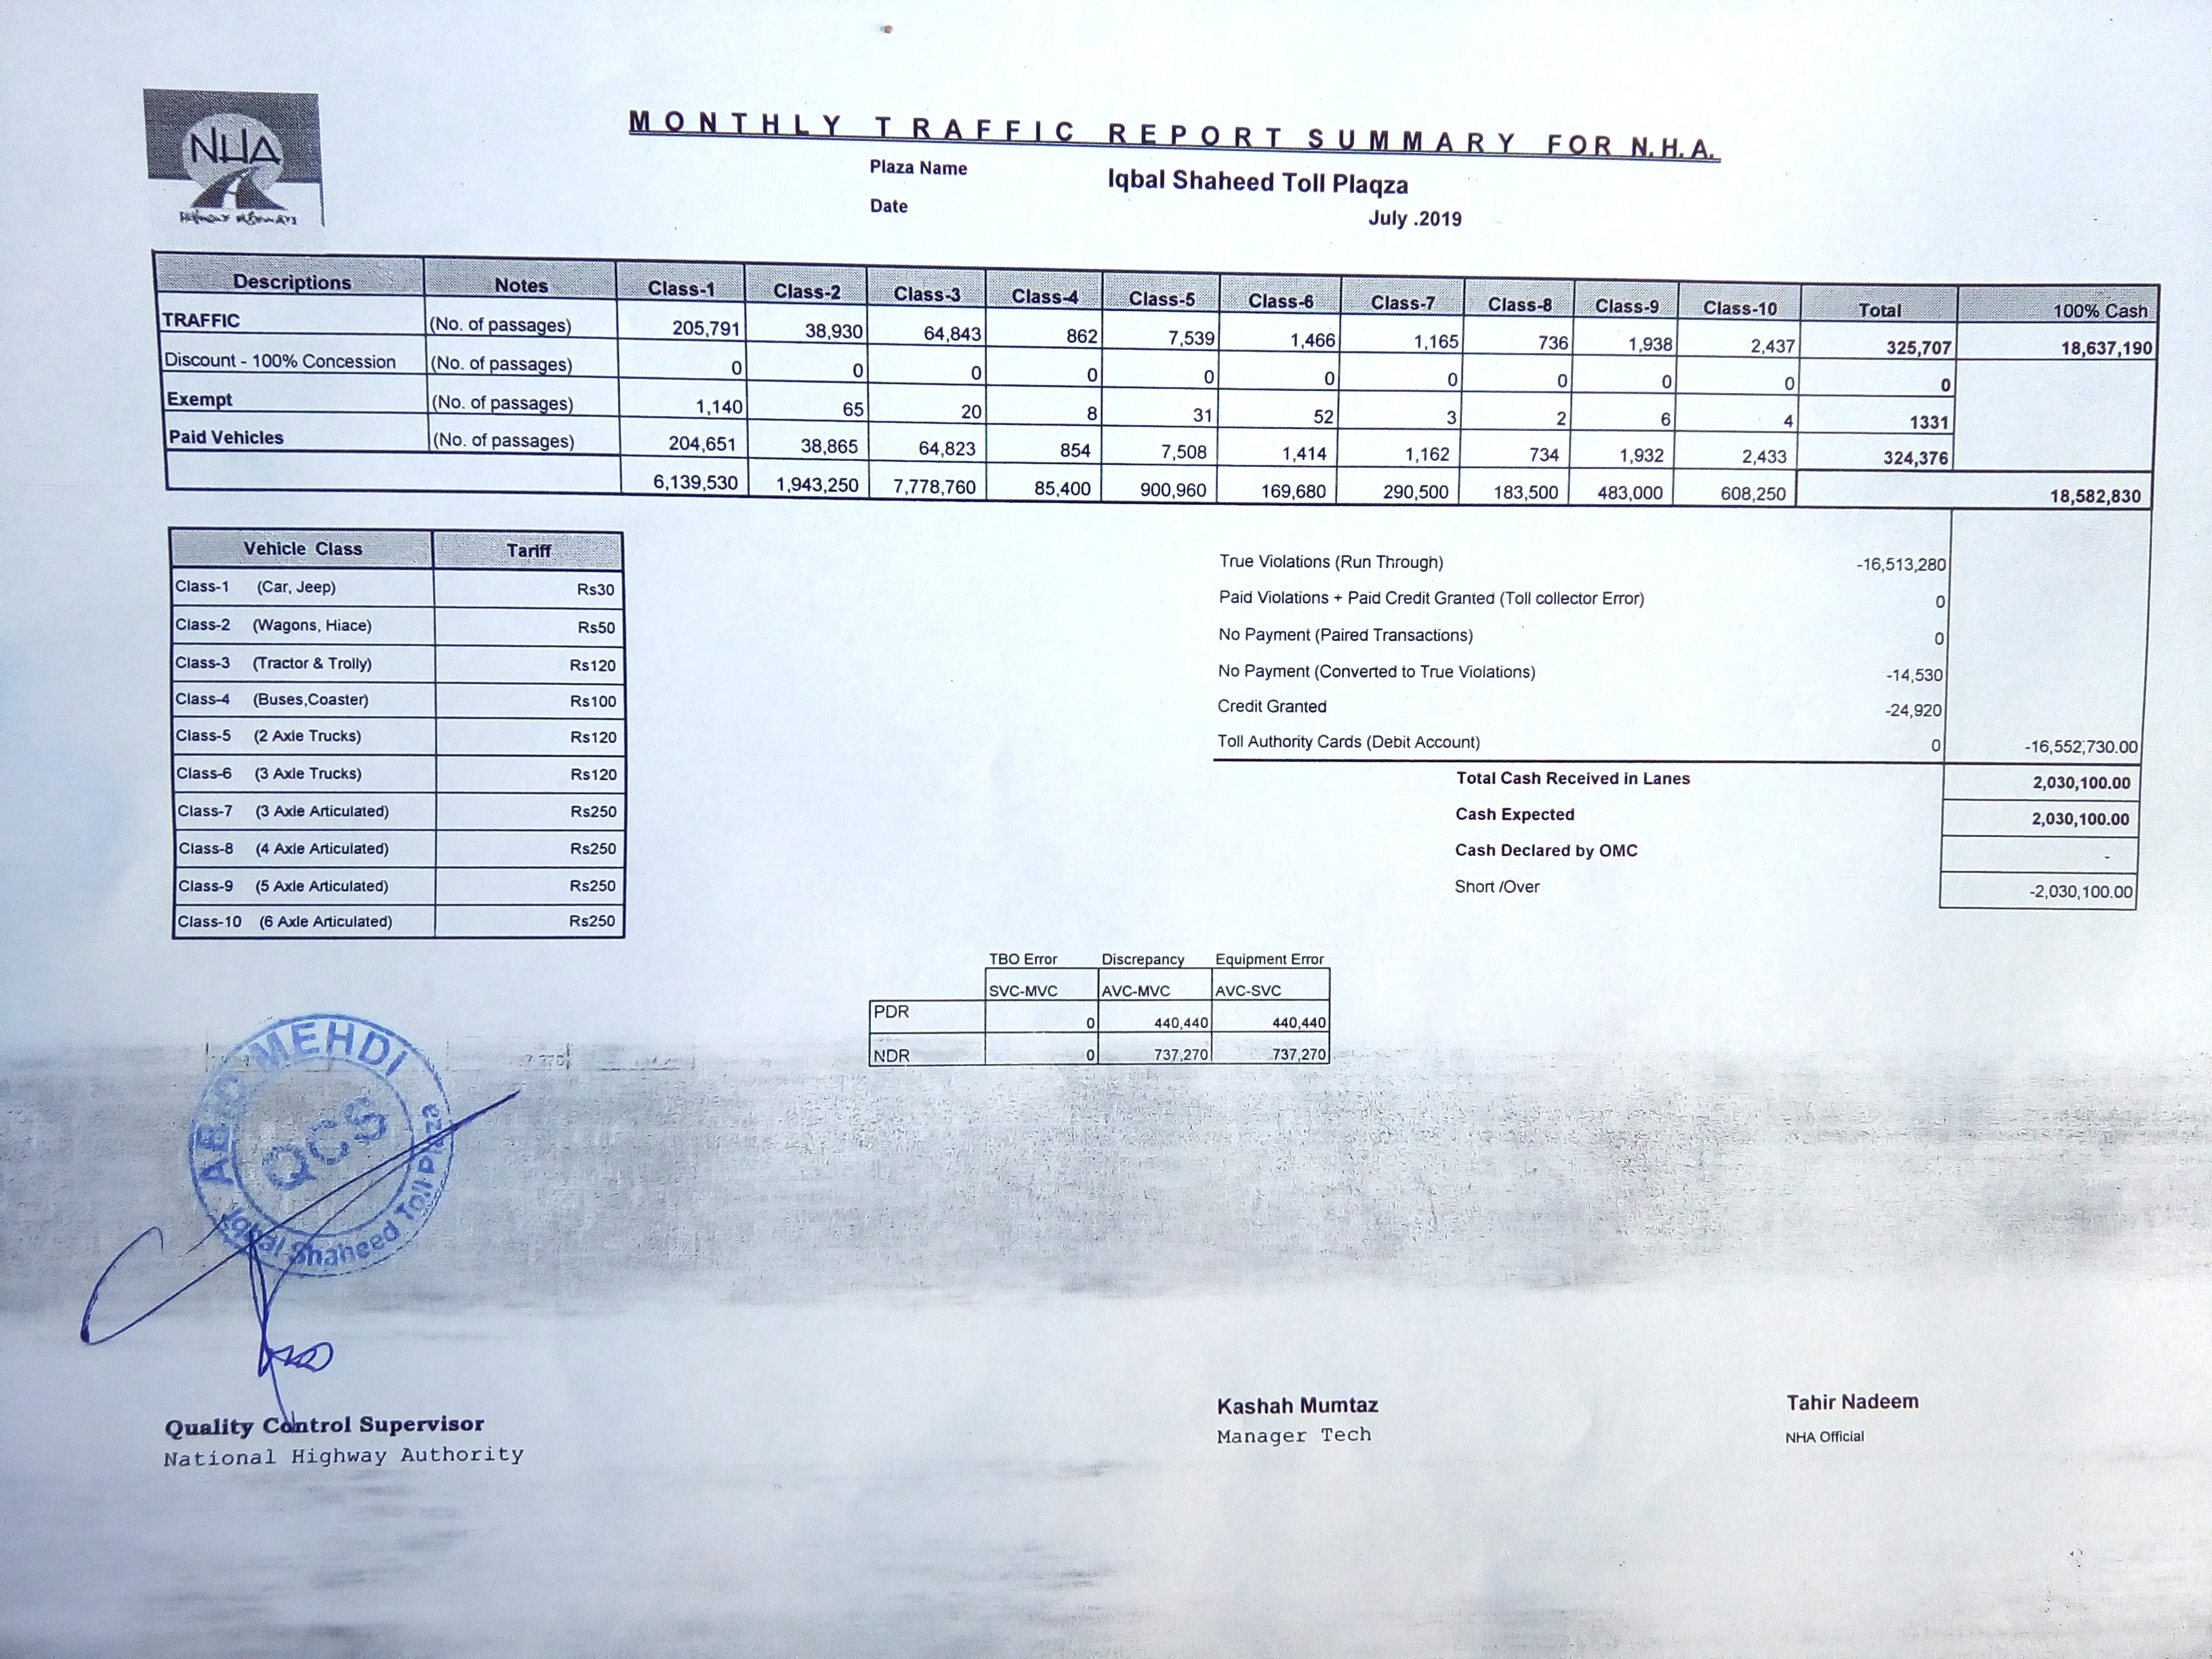 NHA
MONTHLY TRAFFIC REPORT SUMMARY FOR N.H.A.
Plaza Name Iqbal Shaheed Toll Plaqza
Date July .2019
Descriptions Notes Class-1 Class-2 Class-3 Class-4 Class-5 Class-6 Class-7 Class-8 Class-9 Class-10 Total 100% Cash
TRAFFIC (No. of passages) 205,791 38,930 64,843 862 7,539 1,466 1,165 736 1,938 2,437 325,707 18,637,190
Discount - 100% Concession (No. of passages) 0 0 0 0 0 0 0 0 0 0 0
Exempt (No. of passages) 1,140 65 20 8 31 52 3 2 6 4 1331
Paid Vehicles (No. of passages) 204,651 38,865 64,823 854 7,508 1,414 1,162 734 1,932 2,433 324,376
6,139,530 1,943,250 7,778,760 85,400 900,960 169,680 290,500 183,500 483,000 608,250 18,582,830
Vehicle Class Tariff
Class-1 (Car, Jeep) Rs30
Class-2 (Wagons, Hiace) Rs50
Class-3 (Tractor & Trolly) Rs120
Class-4 (Buses,Coaster) Rs100
Class-5 (2 Axle Trucks) Rs120
Class-6 (3 Axle Trucks) Rs120
Class-7 (3 Axle Articulated) Rs250
Class-8 (4 Axle Articulated) Rs250
Class-9 (5 Axle Articulated) Rs250
Class-10 (6 Axle Articulated) Rs250
True Violations (Run Through) -16,513,280
Paid Violations + Paid Credit Granted (Toll collector Error) 0
No Payment (Paired Transactions) 0
No Payment (Converted to True Violations) -14,530
Credit Granted -24,920
Toll Authority Cards (Debit Account) 0 -16,552,730.00
Total Cash Received in Lanes 2,030,100.00
Cash Expected 2,030,100.00
Cash Declared by OMC -
Short /Over -2,030,100.00
TBO Error Discrepancy Equipment Error
SVC-MVC AVC-MVC AVC-SVC
PDR 0 440,440 440,440
NDR 0 737,270 737,270
ABID MEHDI
QCS
Iqbal Shaheed Toll Plaza
Quality Control Supervisor
National Highway Authority
Kashah Mumtaz
Manager Tech
Tahir Nadeem
NHA Official